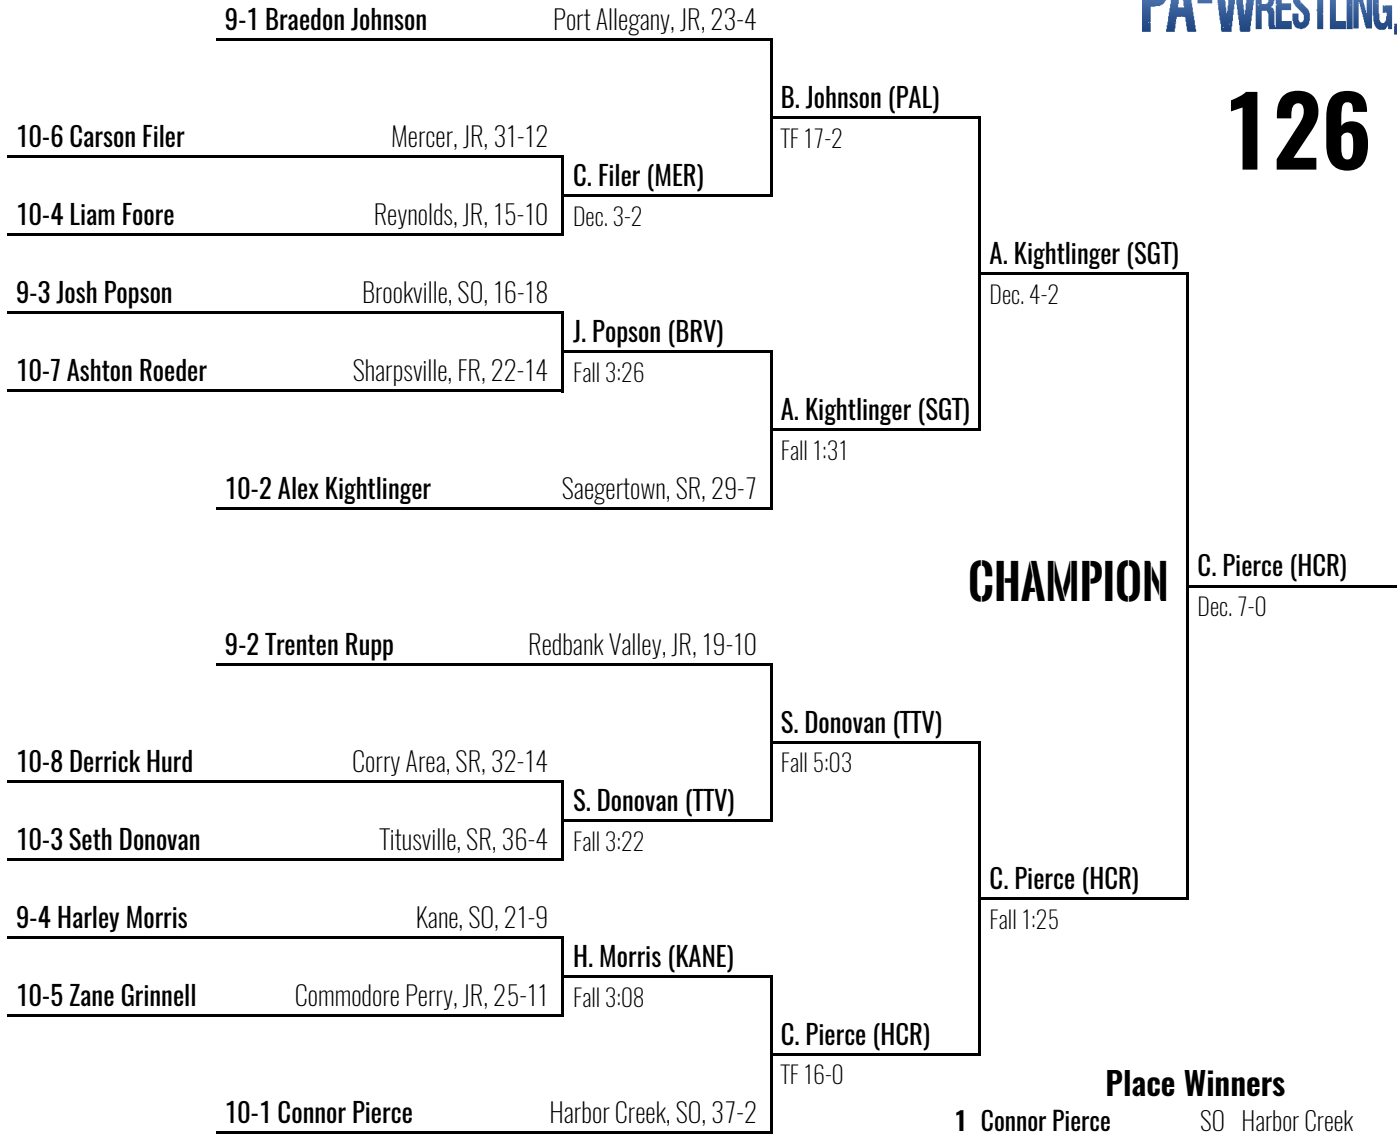 PA-WRESTLING.
126
9-1 Braedon Johnson Port Allegany, JR, 23-4
B. Johnson (PAL)
TF 17-2
10-6 Carson Filer Mercer, JR, 31-12
C. Filer (MER)
Dec. 3-2
10-4 Liam Foore Reynolds, JR, 15-10
A. Kightlinger (SGT)
Dec. 4-2
9-3 Josh Popson Brookville, SO, 16-18
J. Popson (BRV)
Fall 3:26
10-7 Ashton Roeder Sharpsville, FR, 22-14
A. Kightlinger (SGT)
Fall 1:31
10-2 Alex Kightlinger Saegertown, SR, 29-7
CHAMPION
C. Pierce (HCR)
Dec. 7-0
9-2 Trenten Rupp Redbank Valley, JR, 19-10
S. Donovan (TTV)
Fall 5:03
10-8 Derrick Hurd Corry Area, SR, 32-14
S. Donovan (TTV)
Fall 3:22
10-3 Seth Donovan Titusville, SR, 36-4
C. Pierce (HCR)
Fall 1:25
9-4 Harley Morris Kane, SO, 21-9
H. Morris (KANE)
Fall 3:08
10-5 Zane Grinnell Commodore Perry, JR, 25-11
C. Pierce (HCR)
TF 16-0
10-1 Connor Pierce Harbor Creek, SO, 37-2
Place Winners
1 Connor Pierce SO Harbor Creek